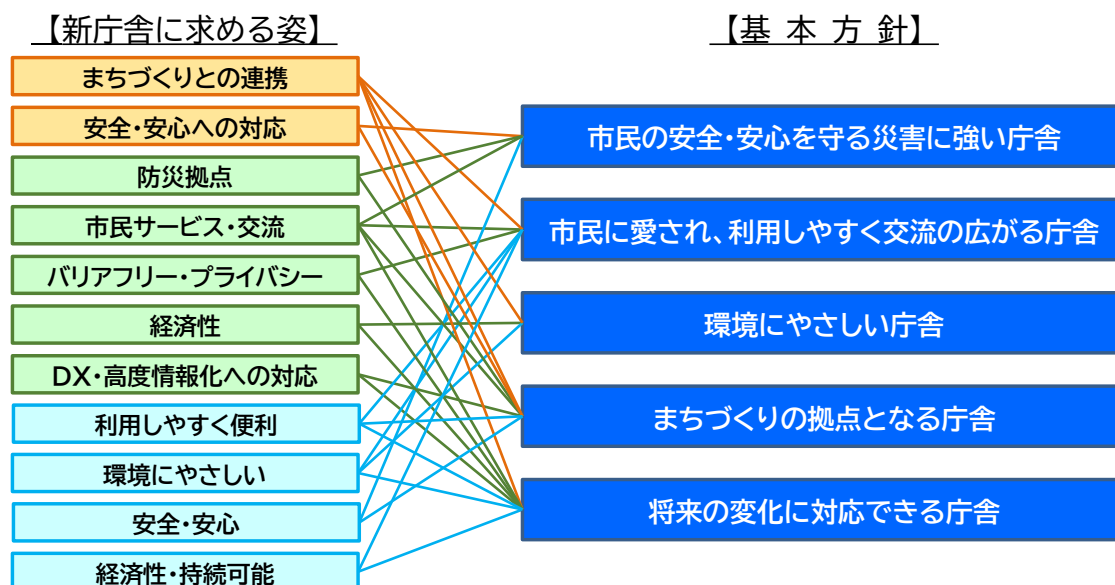 【新庁舎に求める姿】
まちづくりとの連携
安全・安心への対応
防災拠点
市民サービス・交流
バリアフリー・プライバシー
経済性
DX・高度情報化への対応
利用しやすく便利
環境にやさしい
安全・安心
経済性・持続可能
【基 本 方 針】
市民の安全・安心を守る災害に強い庁舎
市民に愛され、利用しやすく交流の広がる庁舎
環境にやさしい庁舎
まちづくりの拠点となる庁舎
将来の変化に対応できる庁舎